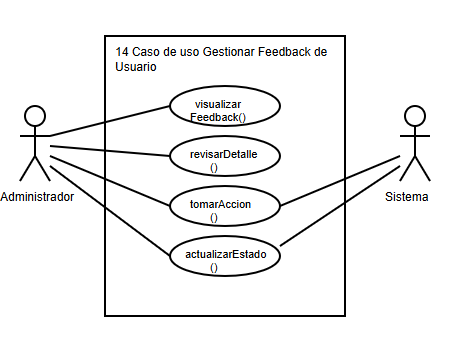 14 Caso de uso Gestionar Feedback de
Usuario
visualizar
Feedback()
revisarDetalle
()
Administrador
tomarAccion
()
Sistema
actualizarEstado
()